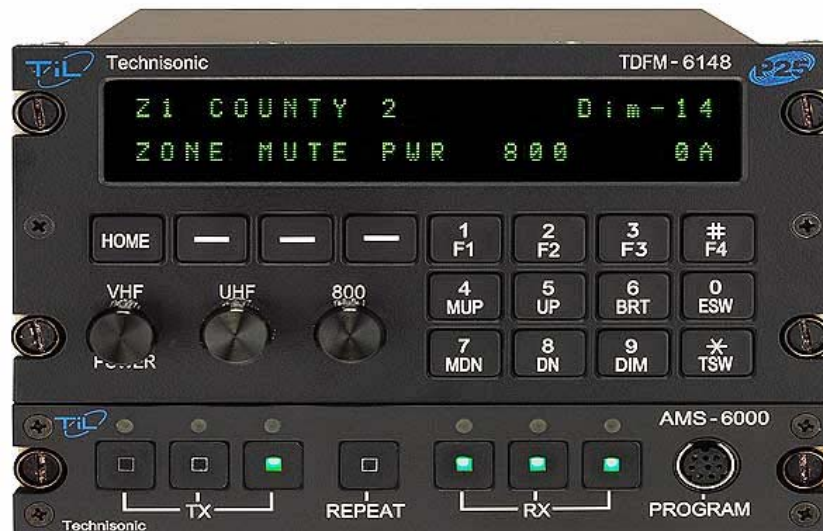 TiL Technisonic TDFM-6148 P25
Z1 COUNTY 2 Dim-14
ZONE MUTE PWR 800 0A
HOME
1 2 3 #
F1 F2 F3 F4
VHF UHF 800
4 5 6 0
MUP UP BRT ESW
POWER
7 8 9 *
MDN DN DIM TSW
TiL AMS-6000
TX REPEAT RX PROGRAM
Technisonic